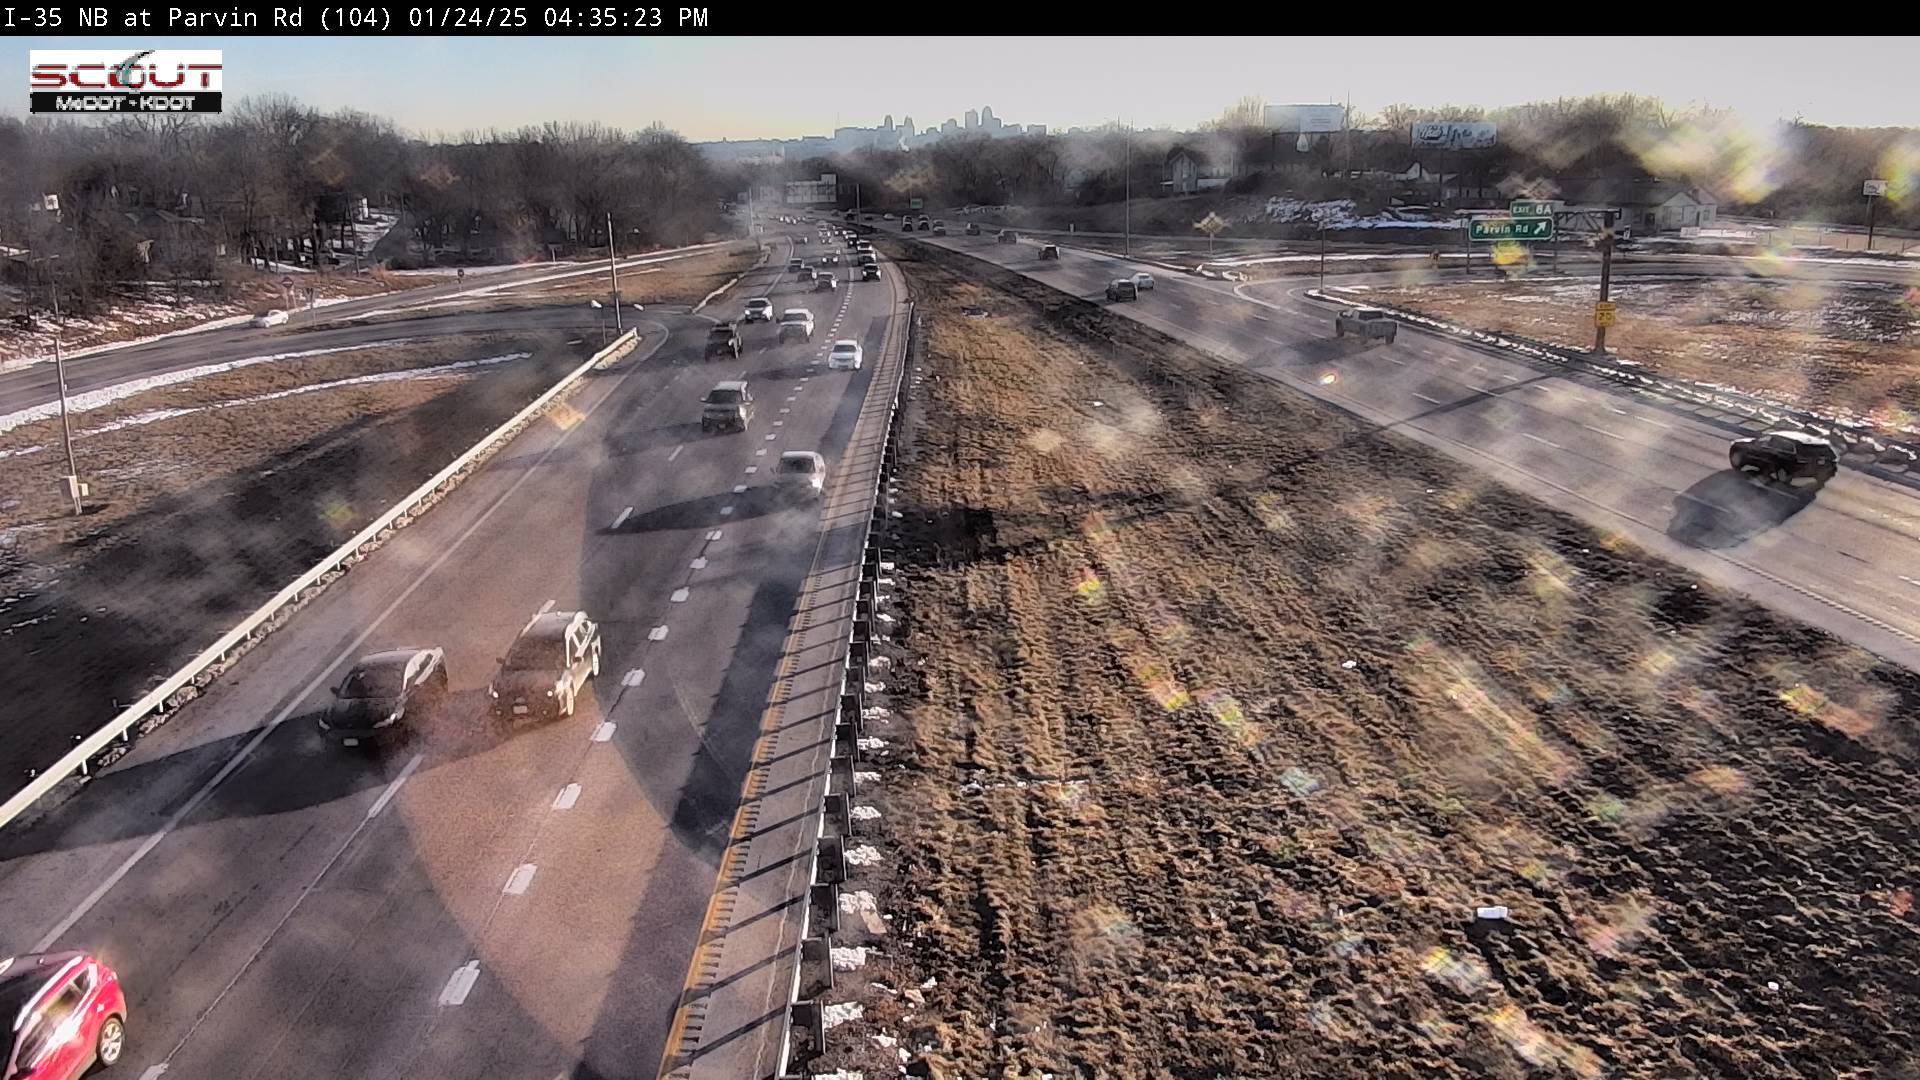 I-35 NB at Parvin Rd (104) 01/24/25 04:35:23 PM
SCOUT
MoDOT - KDOT
EXIT 8A
Parvin Rd
20